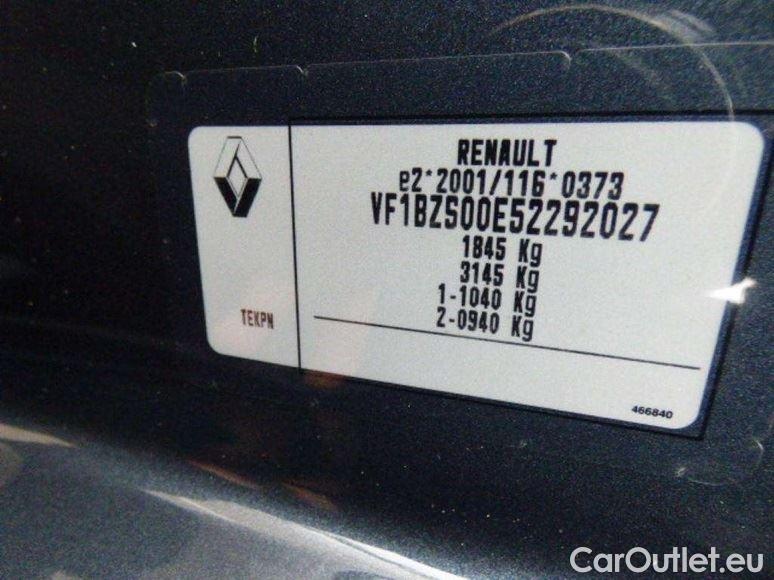 RENAULT
e2*2001/116*0373
VF1BZS00E52292027
1845 Kg
3145 Kg
1-1040 Kg
2-0940 Kg
TEKPN
466840
CarOutlet.eu